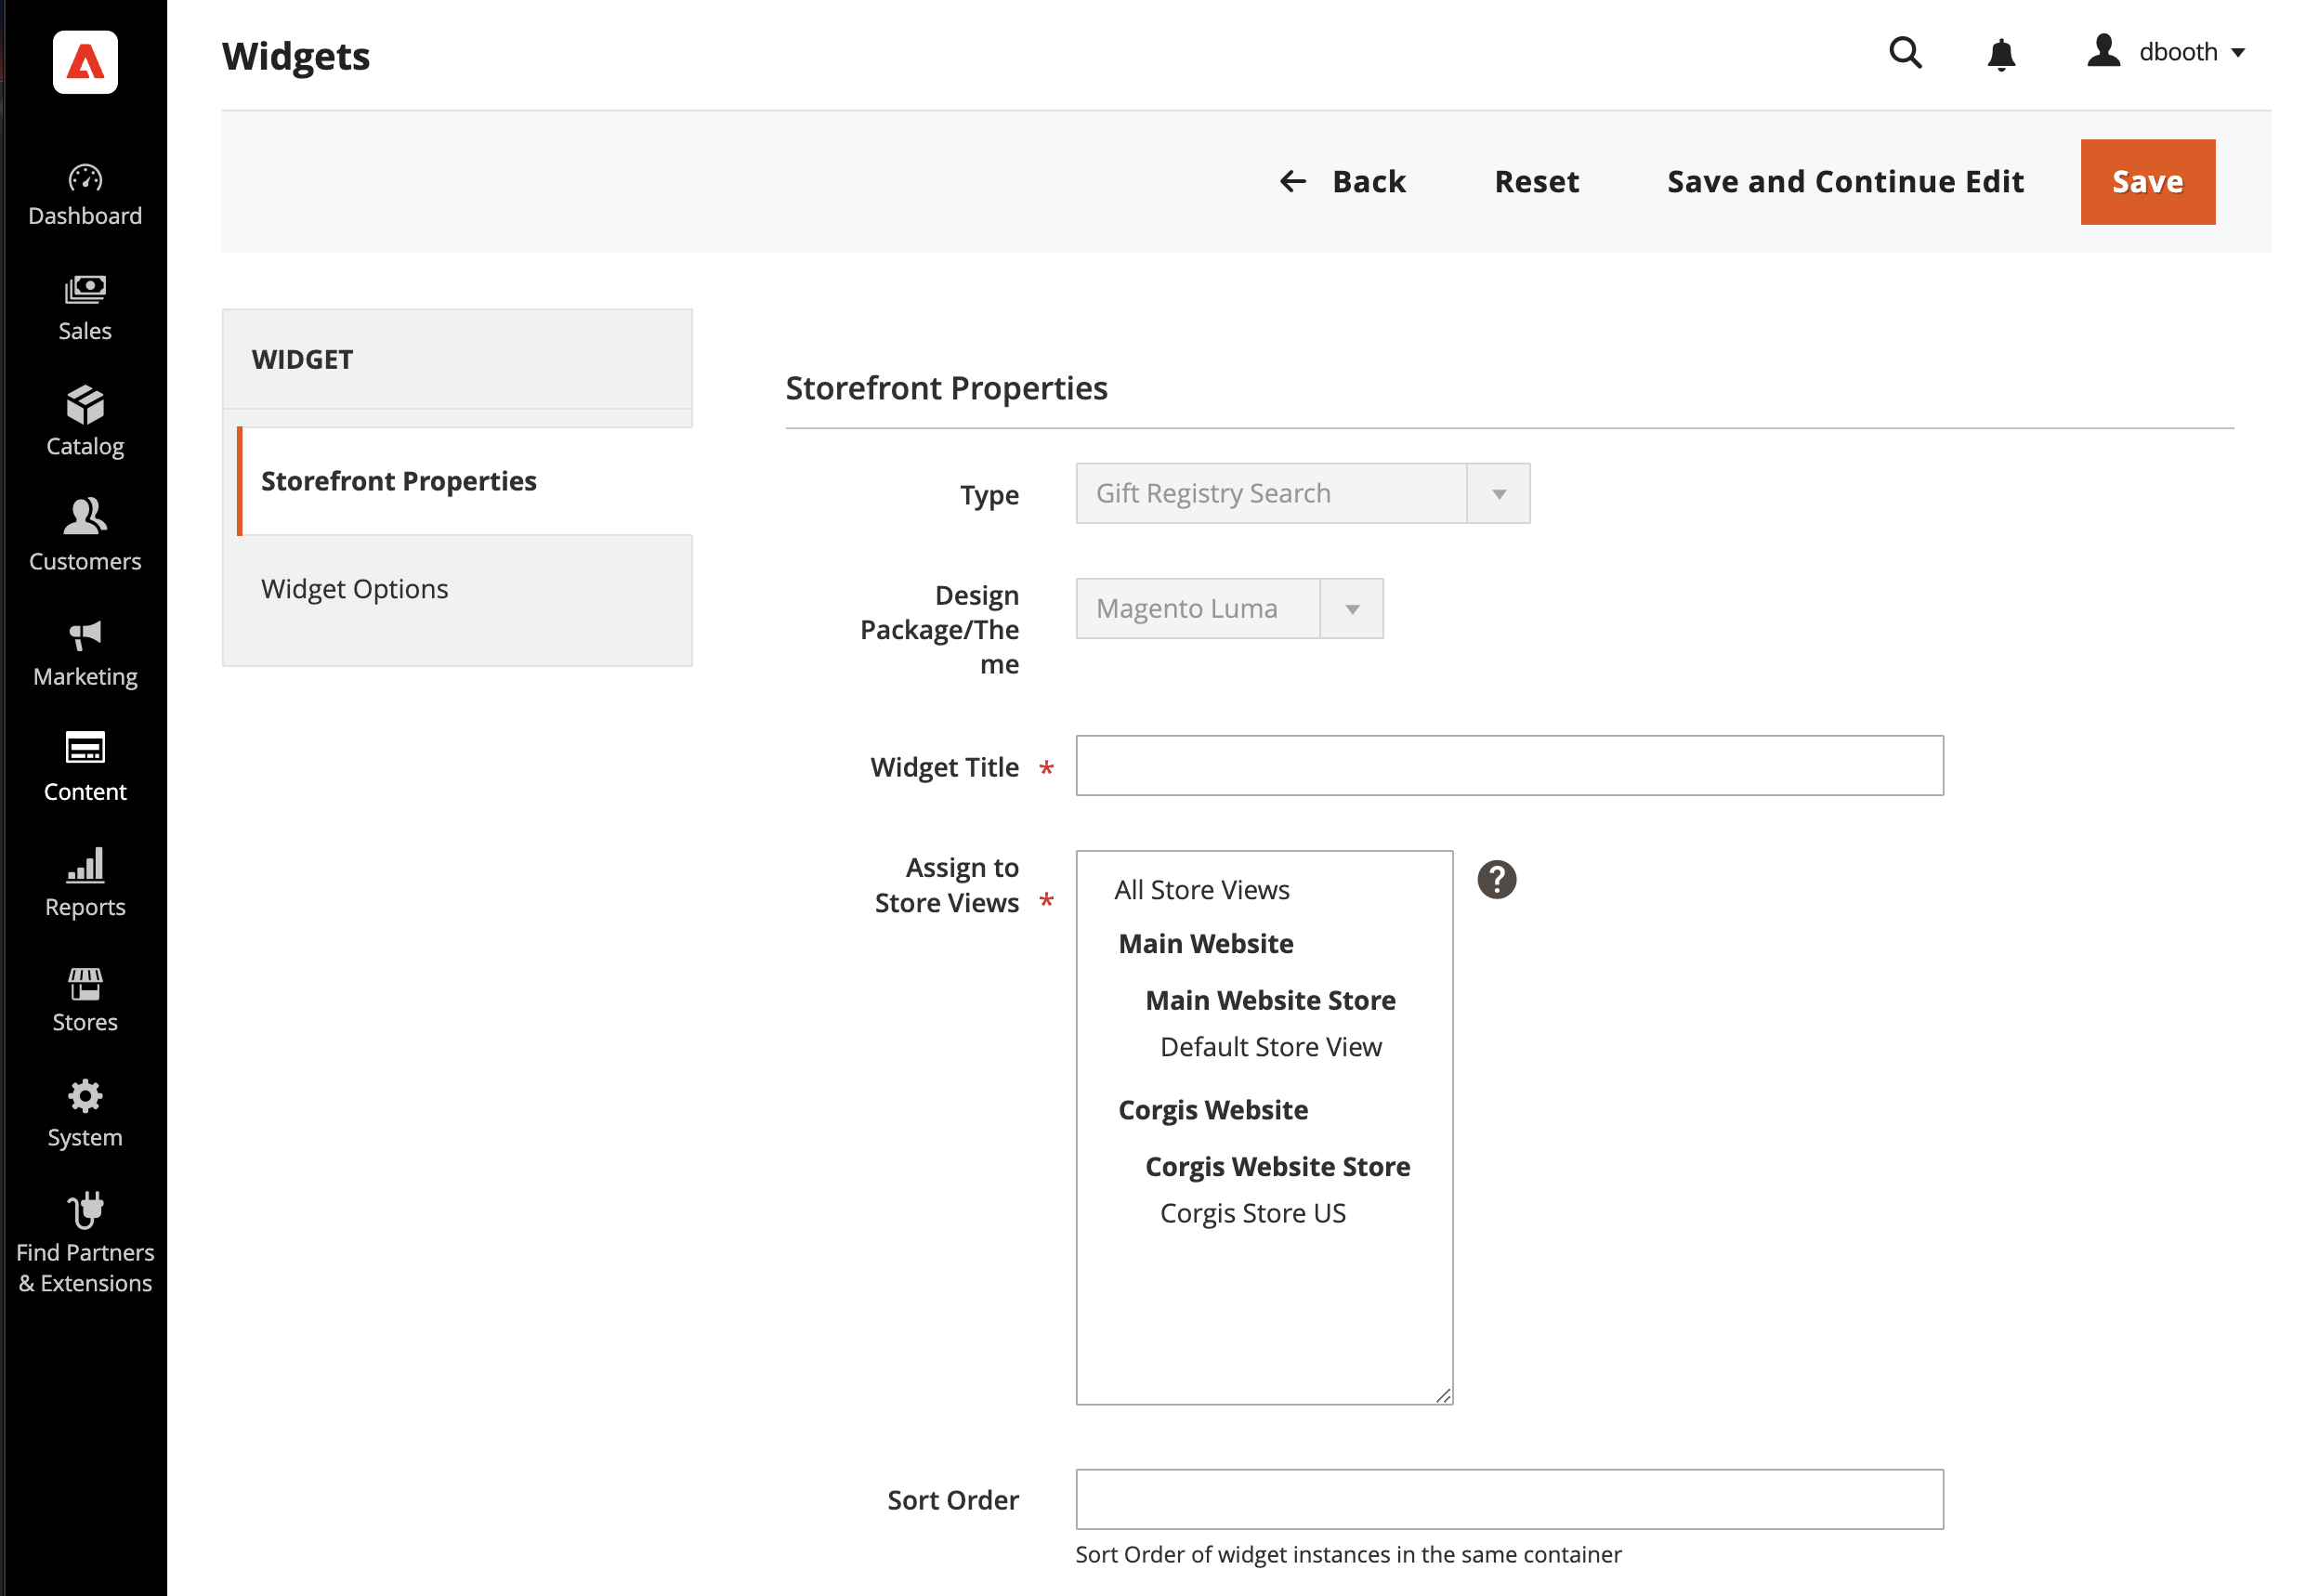 Widgets
dbooth
Back
Reset
Save and Continue Edit
Save
Dashboard
Sales
Catalog
Customers
Marketing
Content
Reports
Stores
System
Find Partners
& Extensions
WIDGET
Storefront Properties
Widget Options
Storefront Properties
Type
Gift Registry Search
Design
Package/The
me
Magento Luma
Widget Title *
Assign to
Store Views *
All Store Views
Main Website
Main Website Store
Default Store View
Corgis Website
Corgis Website Store
Corgis Store US
?
Sort Order
Sort Order of widget instances in the same container